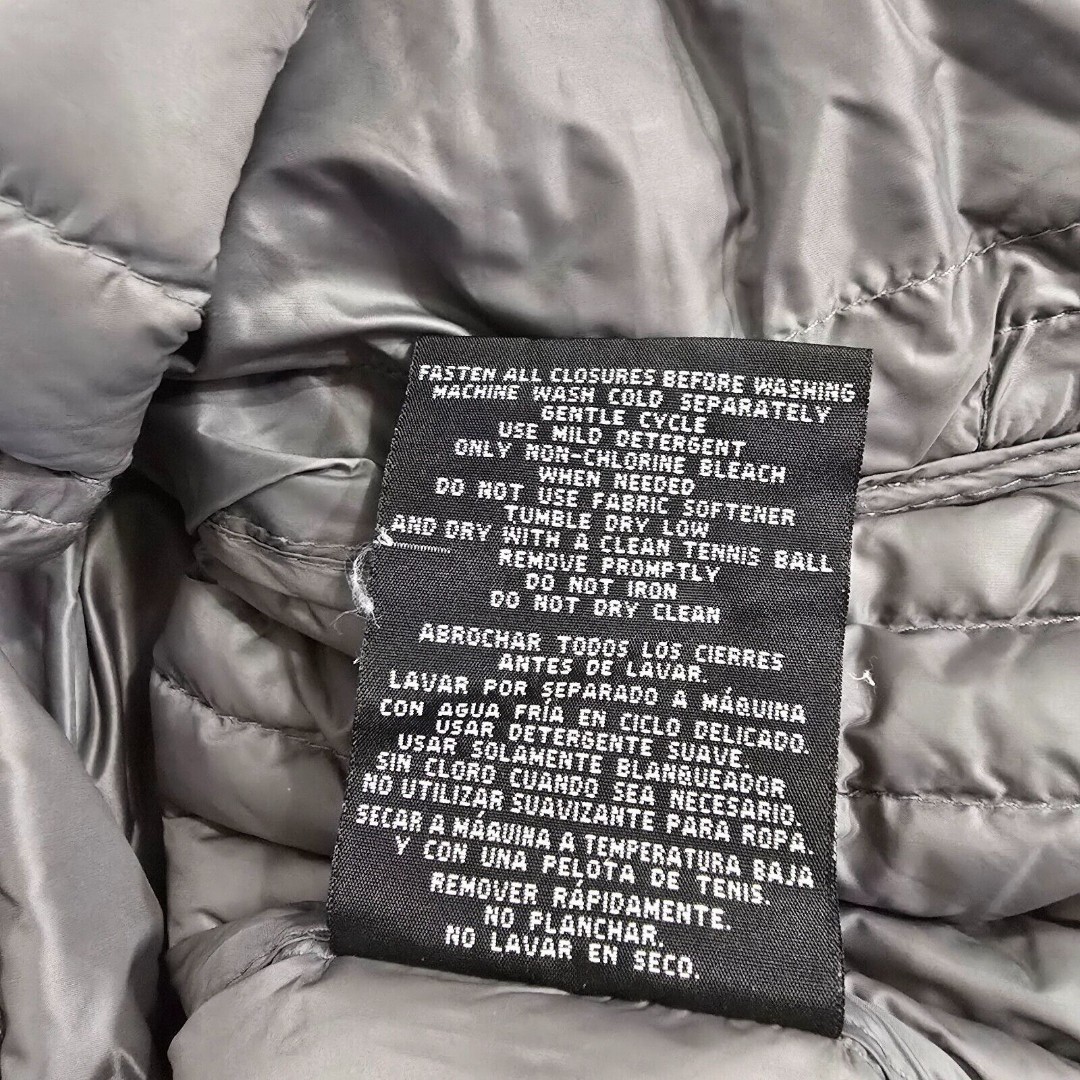 FASTEN ALL CLOSURES BEFORE WASHING
MACHINE WASH COLD SEPARATELY
GENTLE CYCLE
USE MILD DETERGENT
ONLY NON-CHLORINE BLEACH
WHEN NEEDED
DO NOT USE FABRIC SOFTENER
TUMBLE DRY LOW
AND DRY WITH A CLEAN TENNIS BALL
REMOVE PROMPTLY
DO NOT IRON
DO NOT DRY CLEAN
ABROCHAR TODOS LOS CIERRES
ANTES DE LAVAR.
LAVAR POR SEPARADO A MÁQUINA
CON AGUA FRÍA EN CICLO DELICADO.
USAR DETERGENTE SUAVE.
USAR SOLAMENTE BLANQUEADOR
SIN CLORO CUANDO SEA NECESARIO.
NO UTILIZAR SUAVIZANTE PARA ROPA.
SECAR A MÁQUINA A TEMPERATURA BAJA
Y CON UNA PELOTA DE TENIS.
REMOVER RÁPIDAMENTE.
NO PLANCHAR.
NO LAVAR EN SECO.